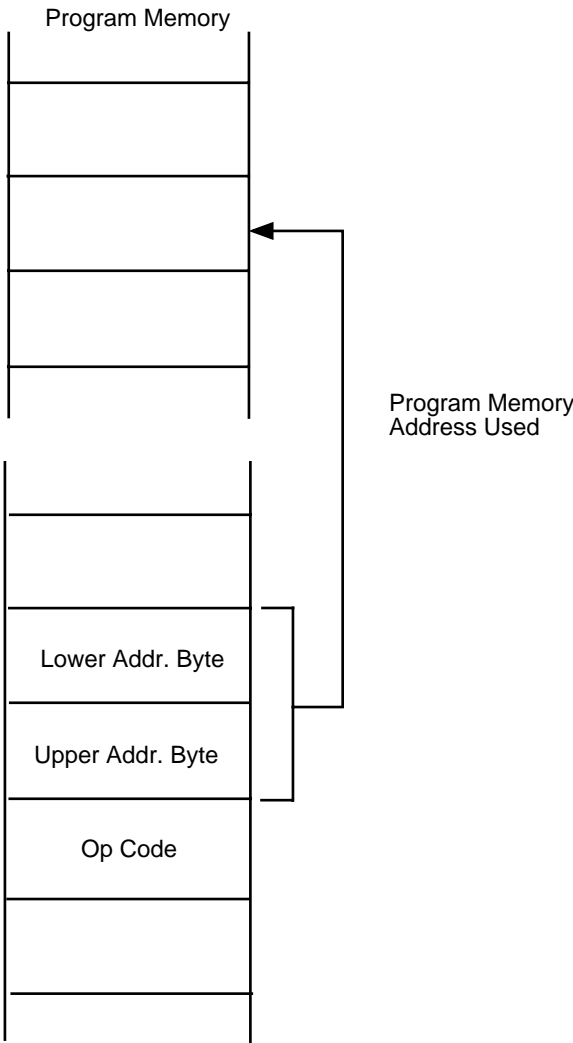 Program Memory
Program Memory
Address Used
Lower Addr. Byte
Upper Addr. Byte
Op Code